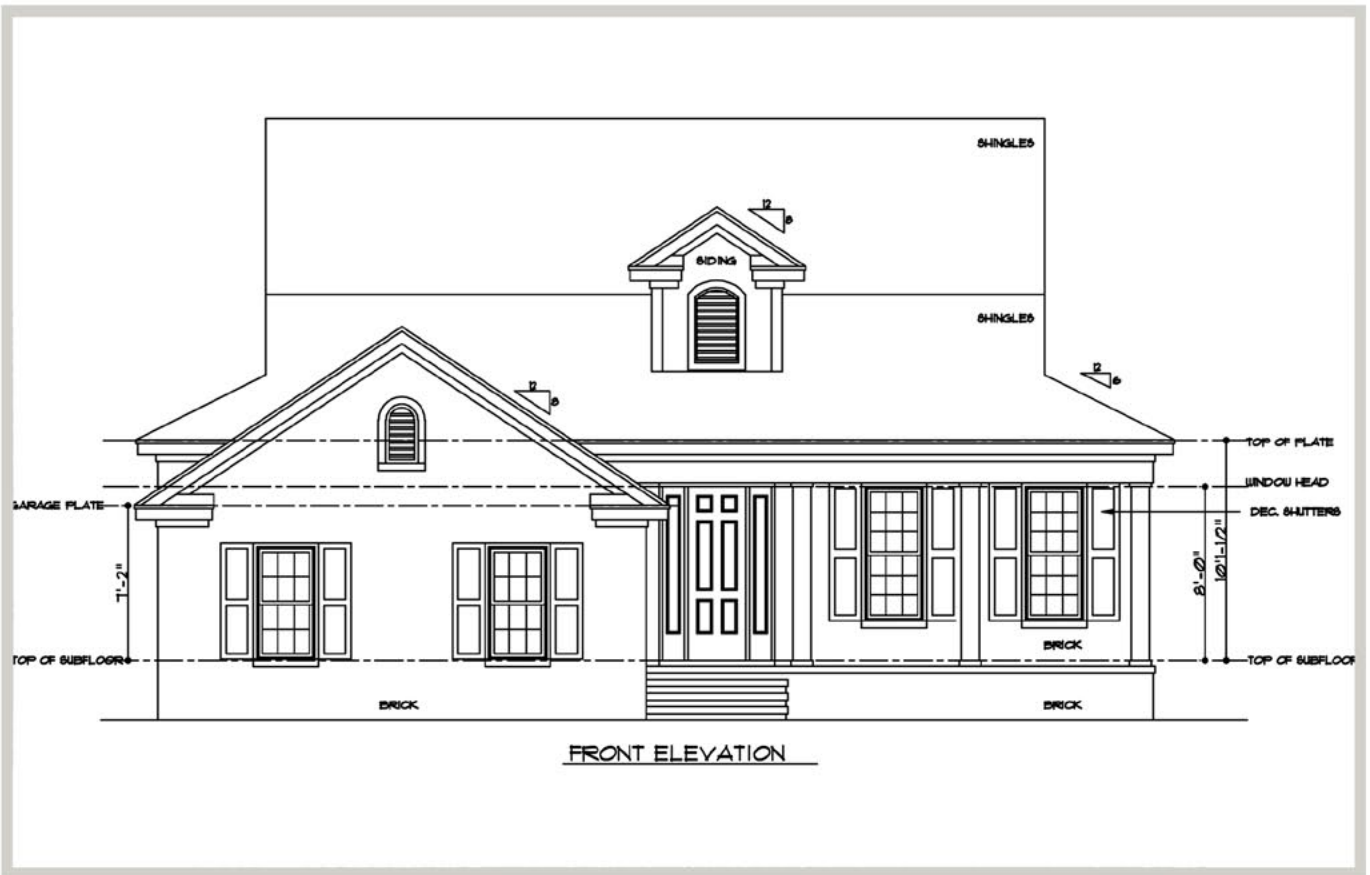 SHINGLES
12
8
SIDING
SHINGLES
12
8
12
6
TOP OF PLATE
WINDOW HEAD
GARAGE PLATE
DEC. SHUTTERS
7'-2"
8'-0"
10'1-1/2"
BRICK
TOP OF SUBFLOOR
TOP OF SUBFLOOR
BRICK
BRICK
FRONT ELEVATION